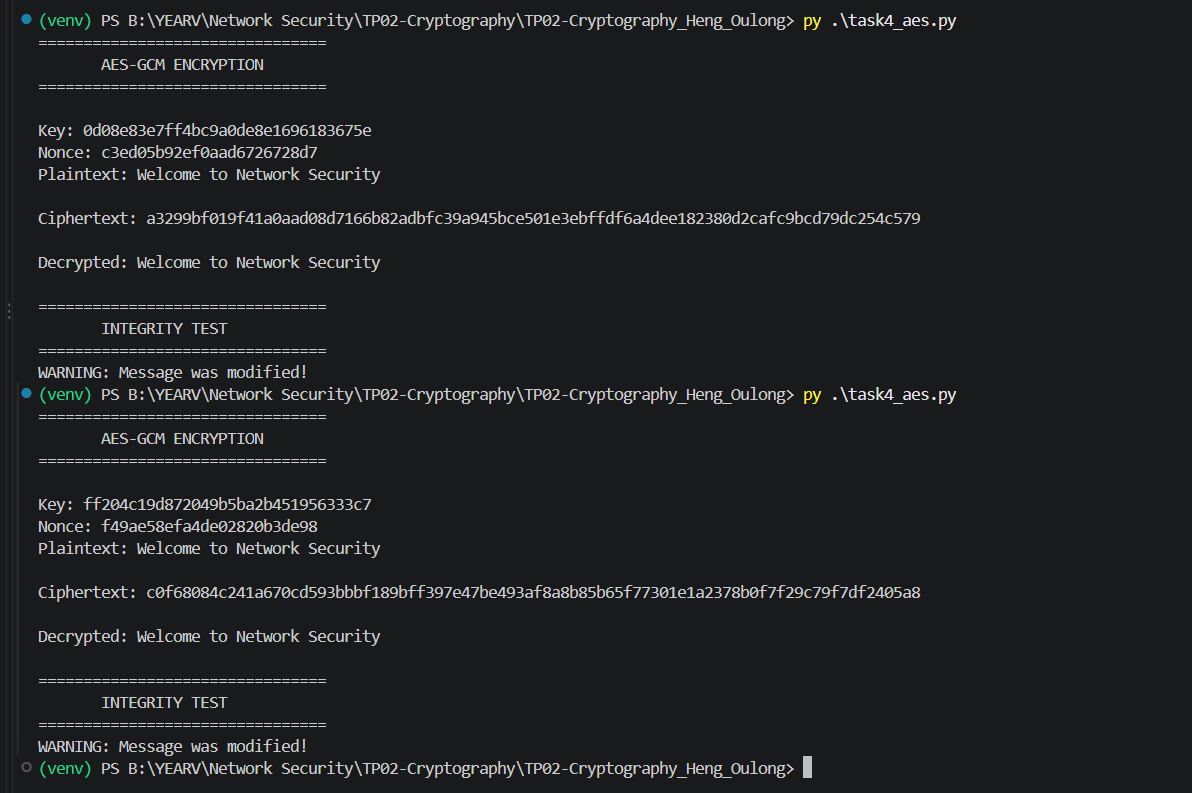 (venv) PS B:\YEARV\Network Security\TP02-Cryptography\TP02-Cryptography_Heng_Oulong> py .\task4_aes.py
================================
       AES-GCM ENCRYPTION
================================
Key: 0d08e83e7ff4bc9a0de8e1696183675e
Nonce: c3ed05b92ef0aad6726728d7
Plaintext: Welcome to Network Security
Ciphertext: a3299bf019f41a0aad08d7166b82adbfc39a945bce501e3ebffdf6a4dee182380d2cafc9bcd79dc254c579
Decrypted: Welcome to Network Security
================================
       INTEGRITY TEST
================================
WARNING: Message was modified!
(venv) PS B:\YEARV\Network Security\TP02-Cryptography\TP02-Cryptography_Heng_Oulong> py .\task4_aes.py
================================
       AES-GCM ENCRYPTION
================================
Key: ff204c19d872049b5ba2b451956333c7
Nonce: f49ae58efa4de02820b3de98
Plaintext: Welcome to Network Security
Ciphertext: c0f68084c241a670cd593bbbf189bff397e47be493af8a8b85b65f77301e1a2378b0f7f29c79f7df2405a8
Decrypted: Welcome to Network Security
================================
       INTEGRITY TEST
================================
WARNING: Message was modified!
(venv) PS B:\YEARV\Network Security\TP02-Cryptography\TP02-Cryptography_Heng_Oulong>